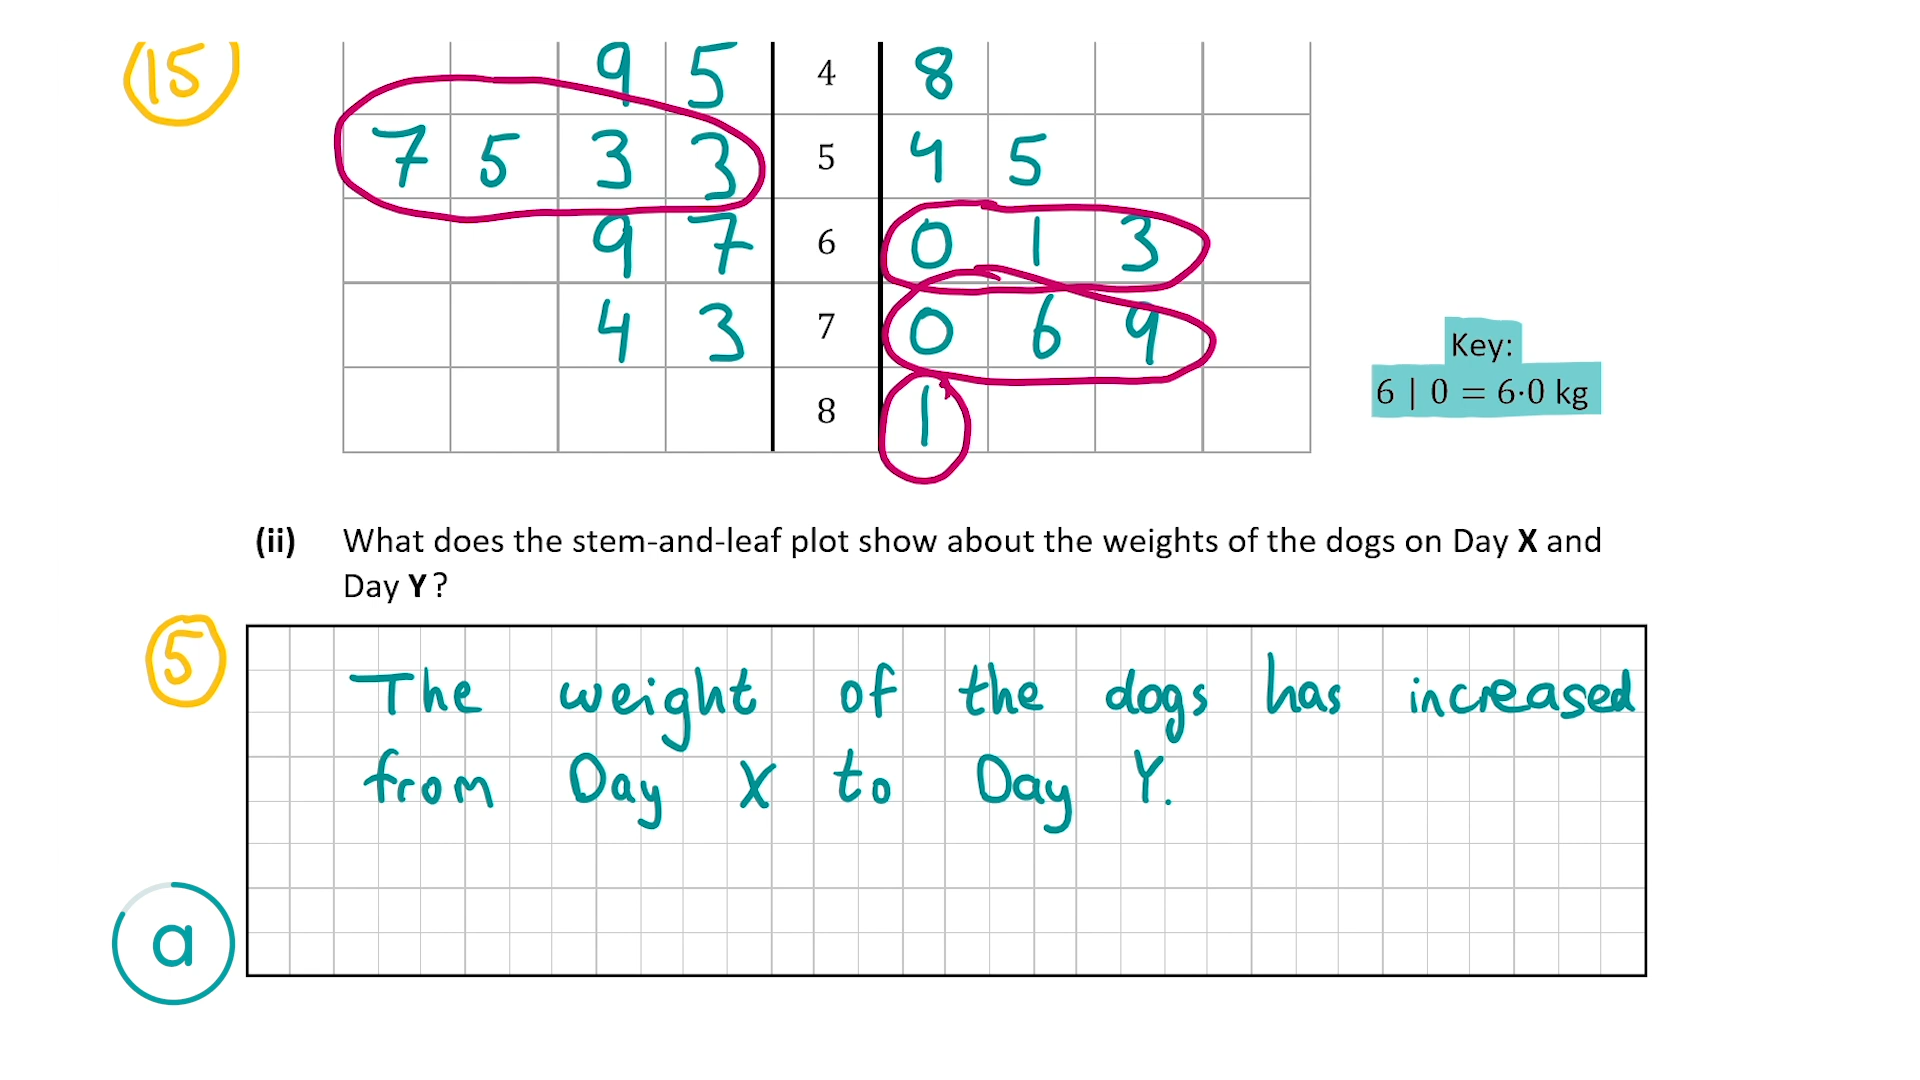 15
9 5 4 8
7 5 3 3 5 4 5
9 7 6 0 1 3
4 3 7 0 6 9
8 1
Key:
6 | 0 = 6·0 kg
(ii) What does the stem-and-leaf plot show about the weights of the dogs on Day X and
Day Y?
5
The weight of the dogs has increased
from Day X to Day Y.
a